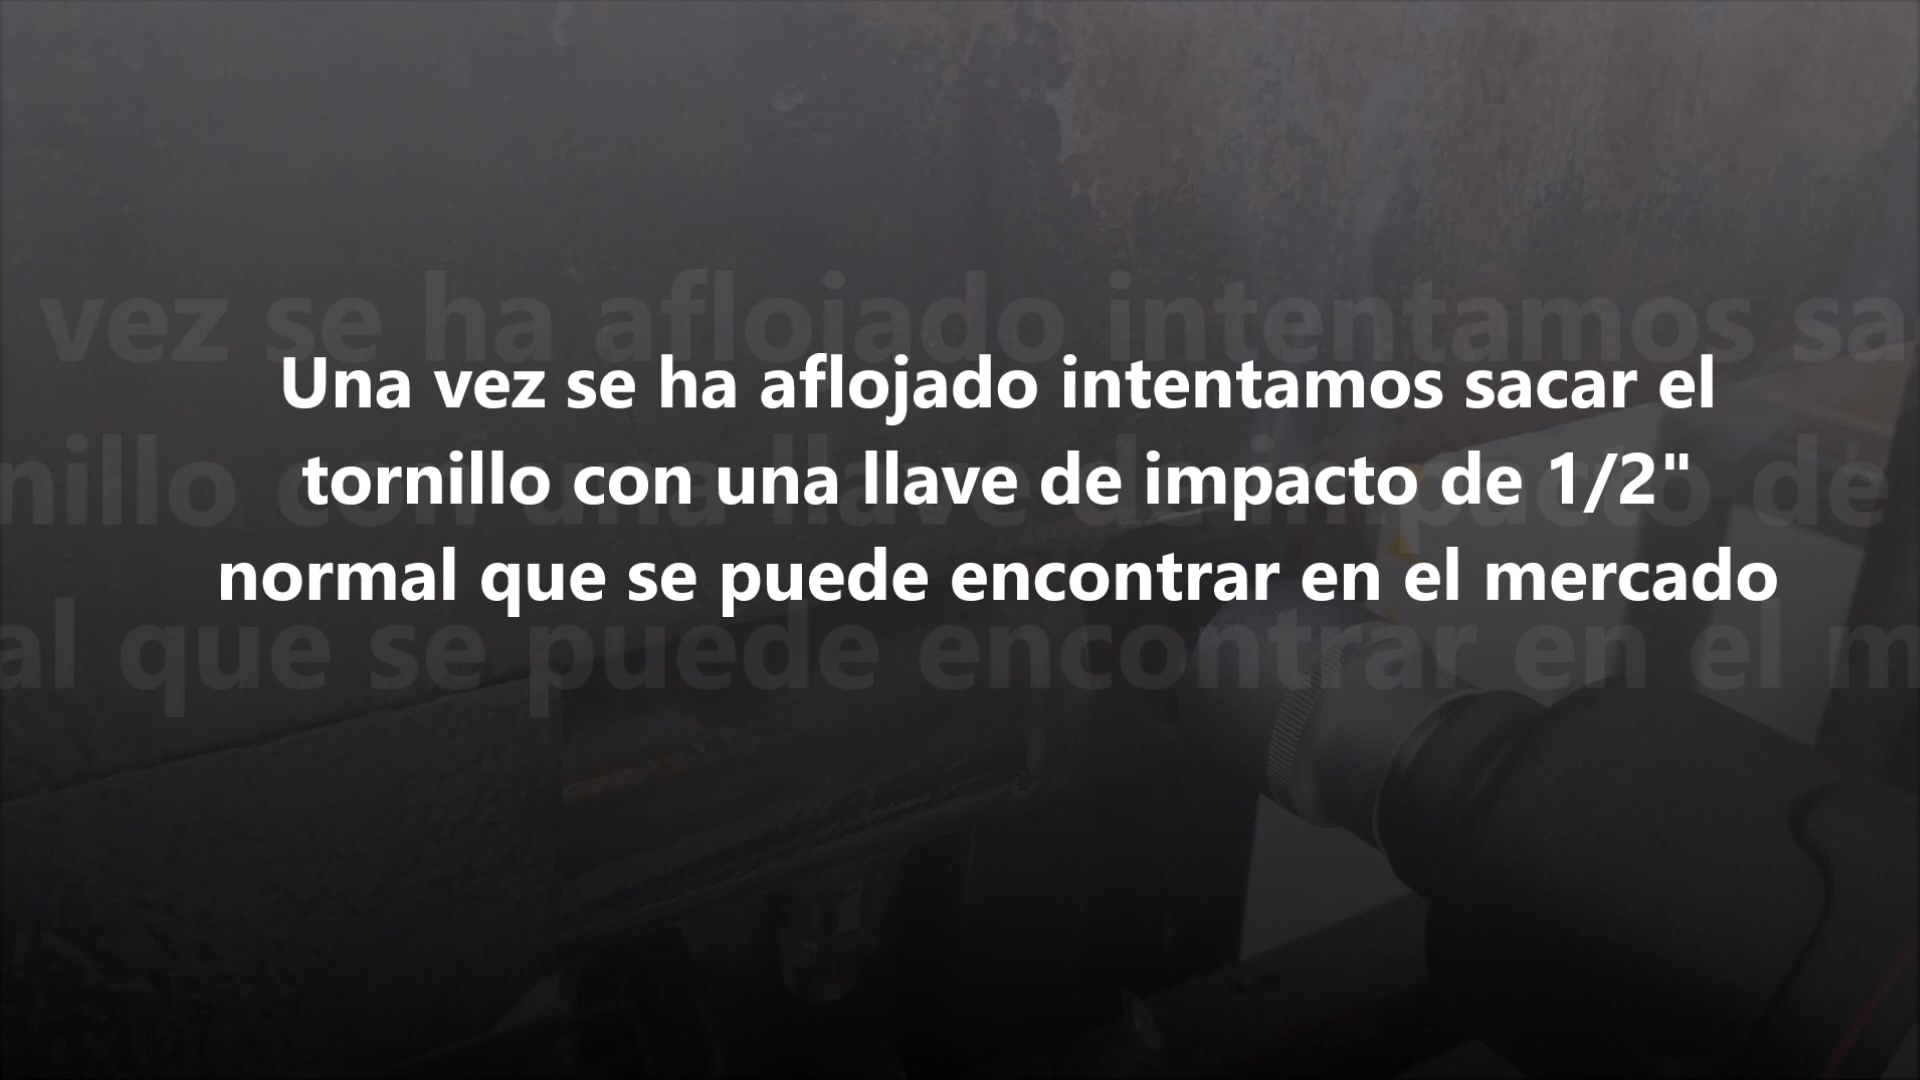 Una vez se ha aflojado intentamos sacar el
tornillo con una llave de impacto de 1/2"
normal que se puede encontrar en el mercado